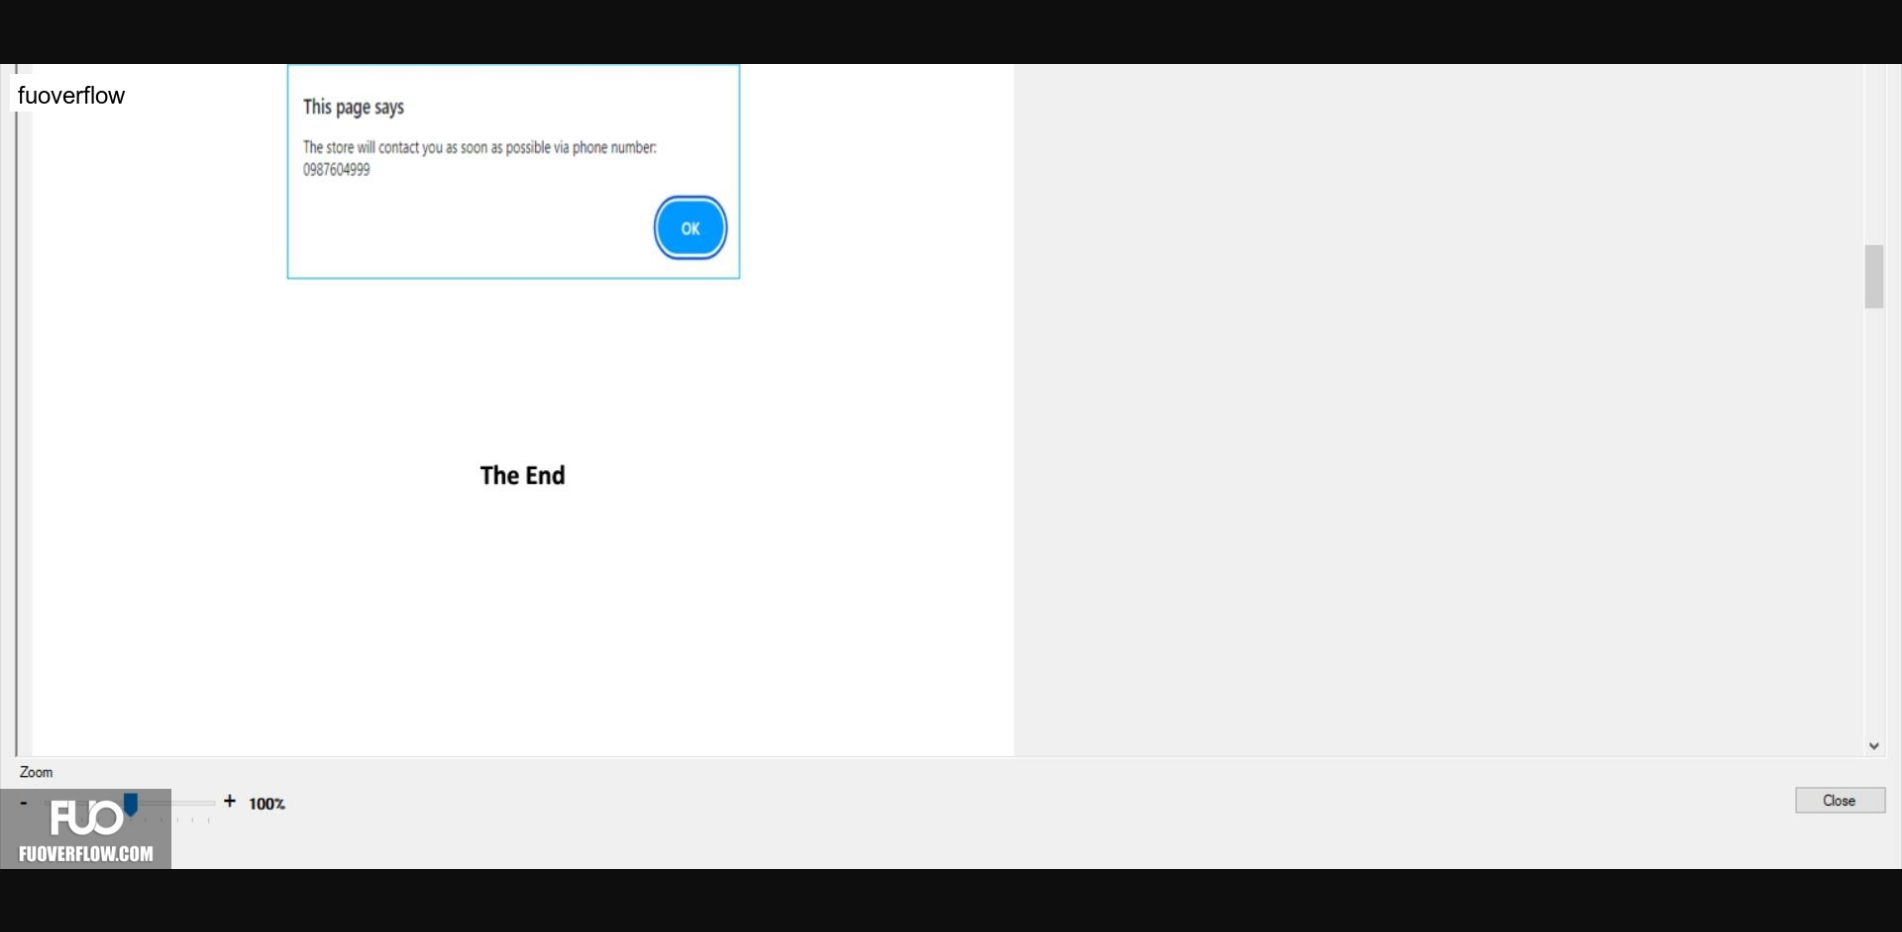 fuoverflow
This page says
The store will contact you as soon as possible via phone number:
0987604999
OK
The End
Zoom
- + 100%
Close
FUO
FUOVERFLOW.COM